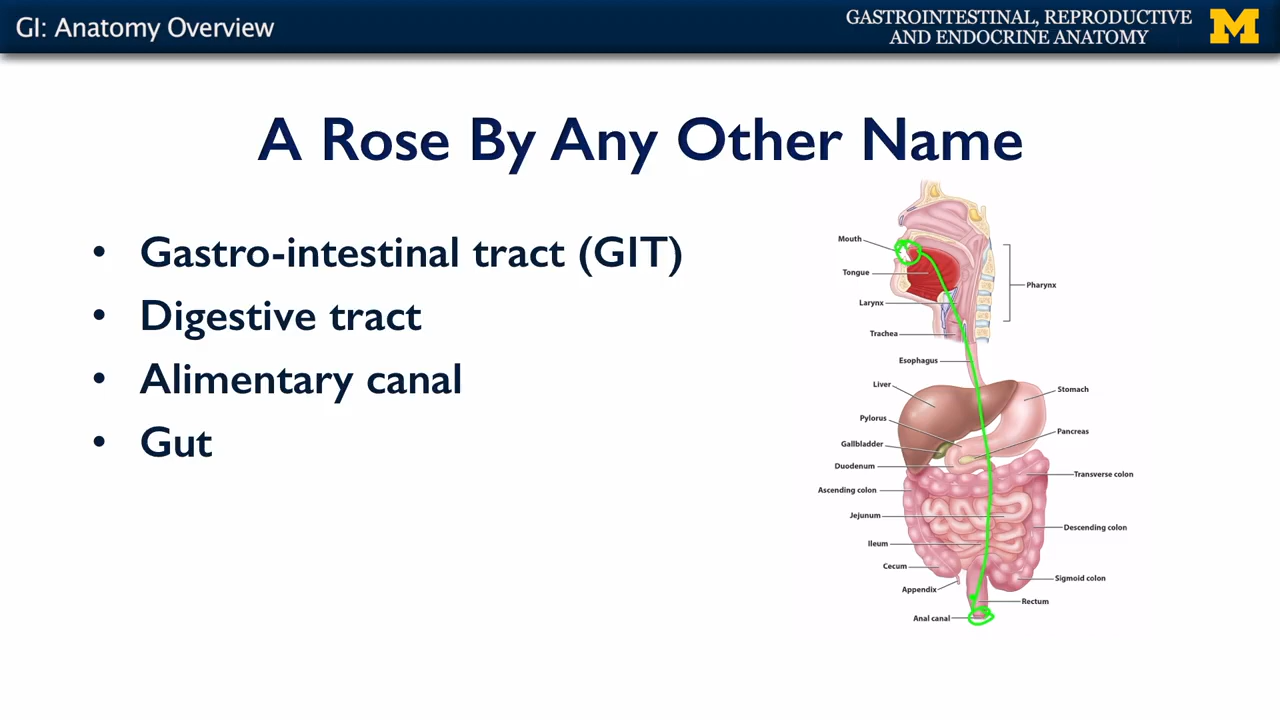 GI: Anatomy Overview
GASTROINTESTINAL, REPRODUCTIVE
AND ENDOCRINE ANATOMY
M
A Rose By Any Other Name
• Gastro-intestinal tract (GIT)
• Digestive tract
• Alimentary canal
• Gut
Mouth
Tongue
Larynx
Trachea
Esophagus
Liver
Pylorus
Gallbladder
Duodenum
Ascending colon
Jejunum
Ileum
Cecum
Appendix
Anal canal
Pharynx
Stomach
Pancreas
Transverse colon
Descending colon
Sigmoid colon
Rectum